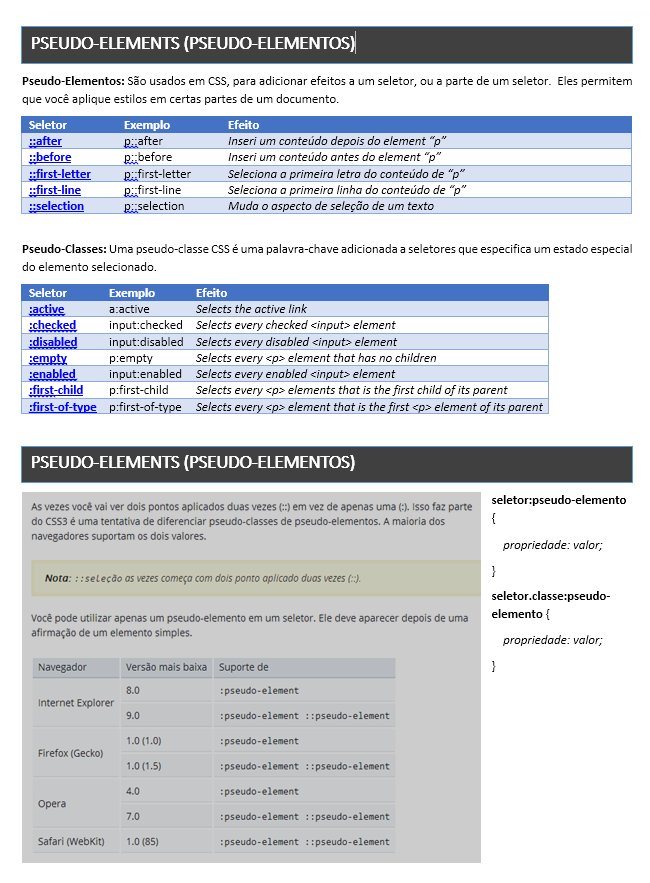 PSEUDO-ELEMENTS (PSEUDO-ELEMENTOS)
Pseudo-Elementos: São usados em CSS, para adicionar efeitos a um seletor, ou a parte de um seletor. Eles permitem
que você aplique estilos em certas partes de um documento.
Seletor Exemplo Efeito
::after p::after Inseri um conteúdo depois do element “p”
::before p::before Inseri um conteúdo antes do element “p”
::first-letter p::first-letter Seleciona a primeira letra do conteúdo de “p”
::first-line p::first-line Seleciona a primeira linha do conteúdo de “p”
::selection p::selection Muda o aspecto de seleção de um texto
Pseudo-Classes: Uma pseudo-classe CSS é uma palavra-chave adicionada a seletores que especifica um estado especial
do elemento selecionado.
Seletor Exemplo Efeito
:active a:active Selects the active link
:checked input:checked Selects every checked <input> element
:disabled input:disabled Selects every disabled <input> element
:empty p:empty Selects every <p> element that has no children
:enabled input:enabled Selects every enabled <input> element
:first-child p:first-child Selects every <p> elements that is the first child of its parent
:first-of-type p:first-of-type Selects every <p> element that is the first <p> element of its parent
PSEUDO-ELEMENTS (PSEUDO-ELEMENTOS)
As vezes você vai ver dois pontos aplicados duas vezes (::) em vez de apenas uma (:). Isso faz parte
do CSS3 é uma tentativa de diferenciar pseudo-classes de pseudo-elementos. A maioria dos
navegadores suportam os dois valores.
Nota: ::seleção as vezes começa com dois ponto aplicado duas vezes (::).
Você pode utilizar apenas um pseudo-elemento em um seletor. Ele deve aparecer depois de uma
afirmação de um elemento simples.
Navegador Versão mais baixa Suporte de
Internet Explorer 8.0 :pseudo-element
9.0 :pseudo-element ::pseudo-element
Firefox (Gecko) 1.0 (1.0) :pseudo-element
1.0 (1.5) :pseudo-element ::pseudo-element
Opera 4.0 :pseudo-element
7.0 :pseudo-element ::pseudo-element
Safari (WebKit) 1.0 (85) :pseudo-element ::pseudo-element
seletor:pseudo-elemento
{
propriedade: valor;
}
seletor.classe:pseudo-
elemento {
propriedade: valor;
}